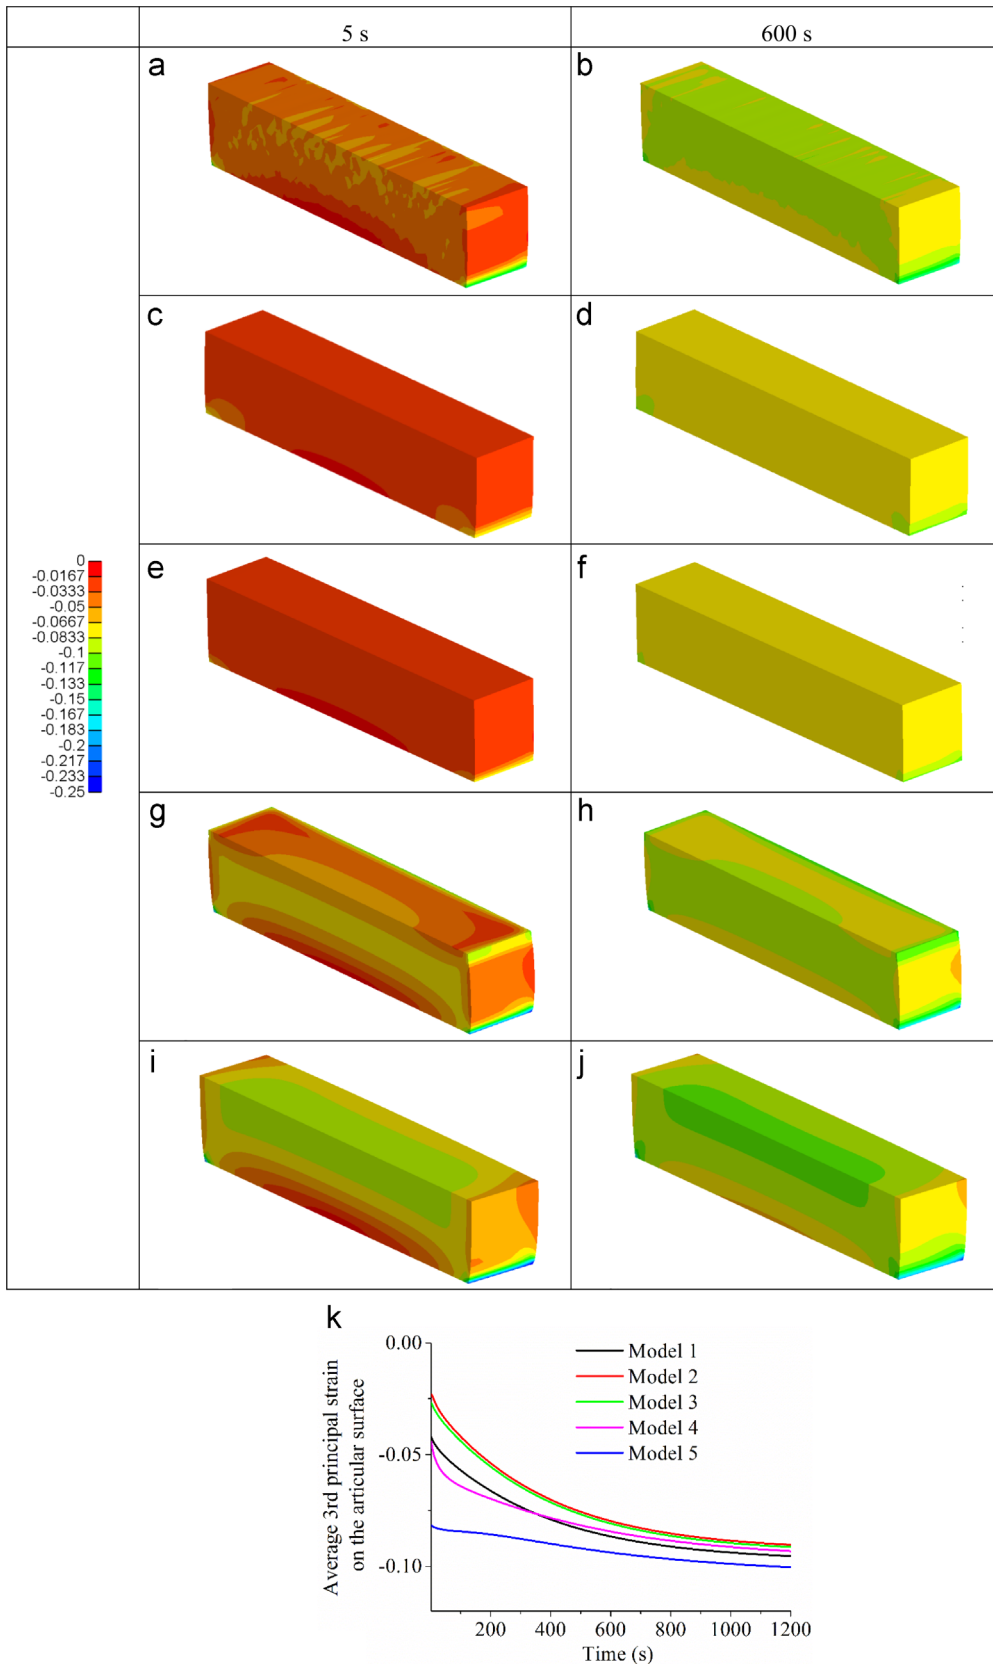 5 s
600 s
a
b
c
d
e
f
g
h
i
j
0
-0.0167
-0.0333
-0.05
-0.0667
-0.0833
-0.1
-0.117
-0.133
-0.15
-0.167
-0.183
-0.2
-0.217
-0.233
-0.25
k
Average 3rd principal strain
on the articular surface
0.00
-0.05
-0.10
Model 1
Model 2
Model 3
Model 4
Model 5
200
400
600
800
1000
1200
Time (s)